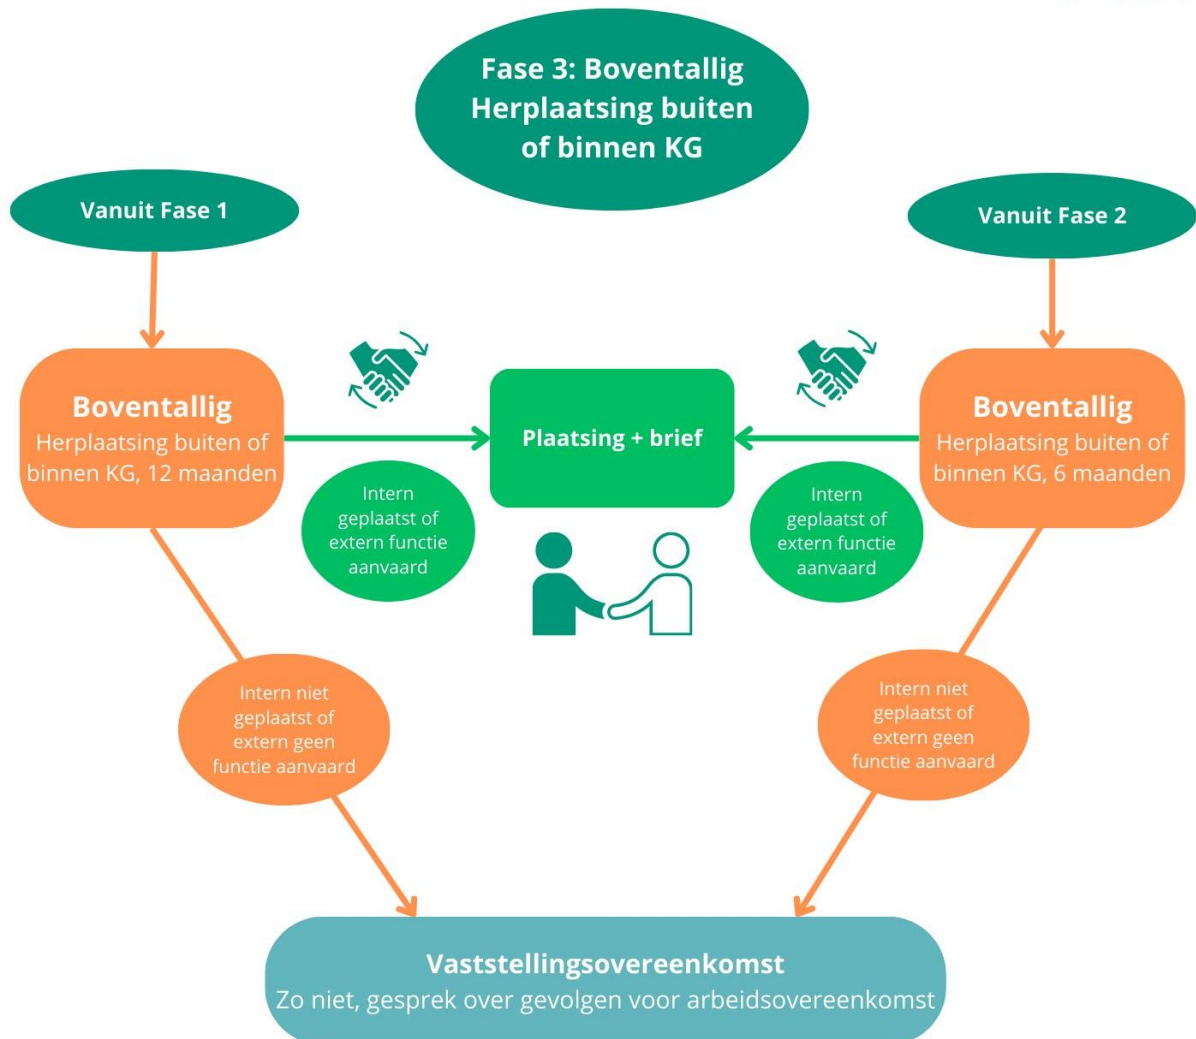 Fase 3: Boventallig
Herplaatsing buiten
of binnen KG
Vanuit Fase 1
Vanuit Fase 2
Boventallig
Herplaatsing buiten of
binnen KG, 12 maanden
Plaatsing + brief
Boventallig
Herplaatsing buiten of
binnen KG, 6 maanden
Intern
geplaatst of
extern functie
aanvaard
Intern
geplaatst of
extern functie
aanvaard
Intern niet
geplaatst of
extern geen
functie aanvaard
Intern niet
geplaatst of
extern geen
functie aanvaard
Vaststellingsovereenkomst
Zo niet, gesprek over gevolgen voor arbeidsovereenkomst